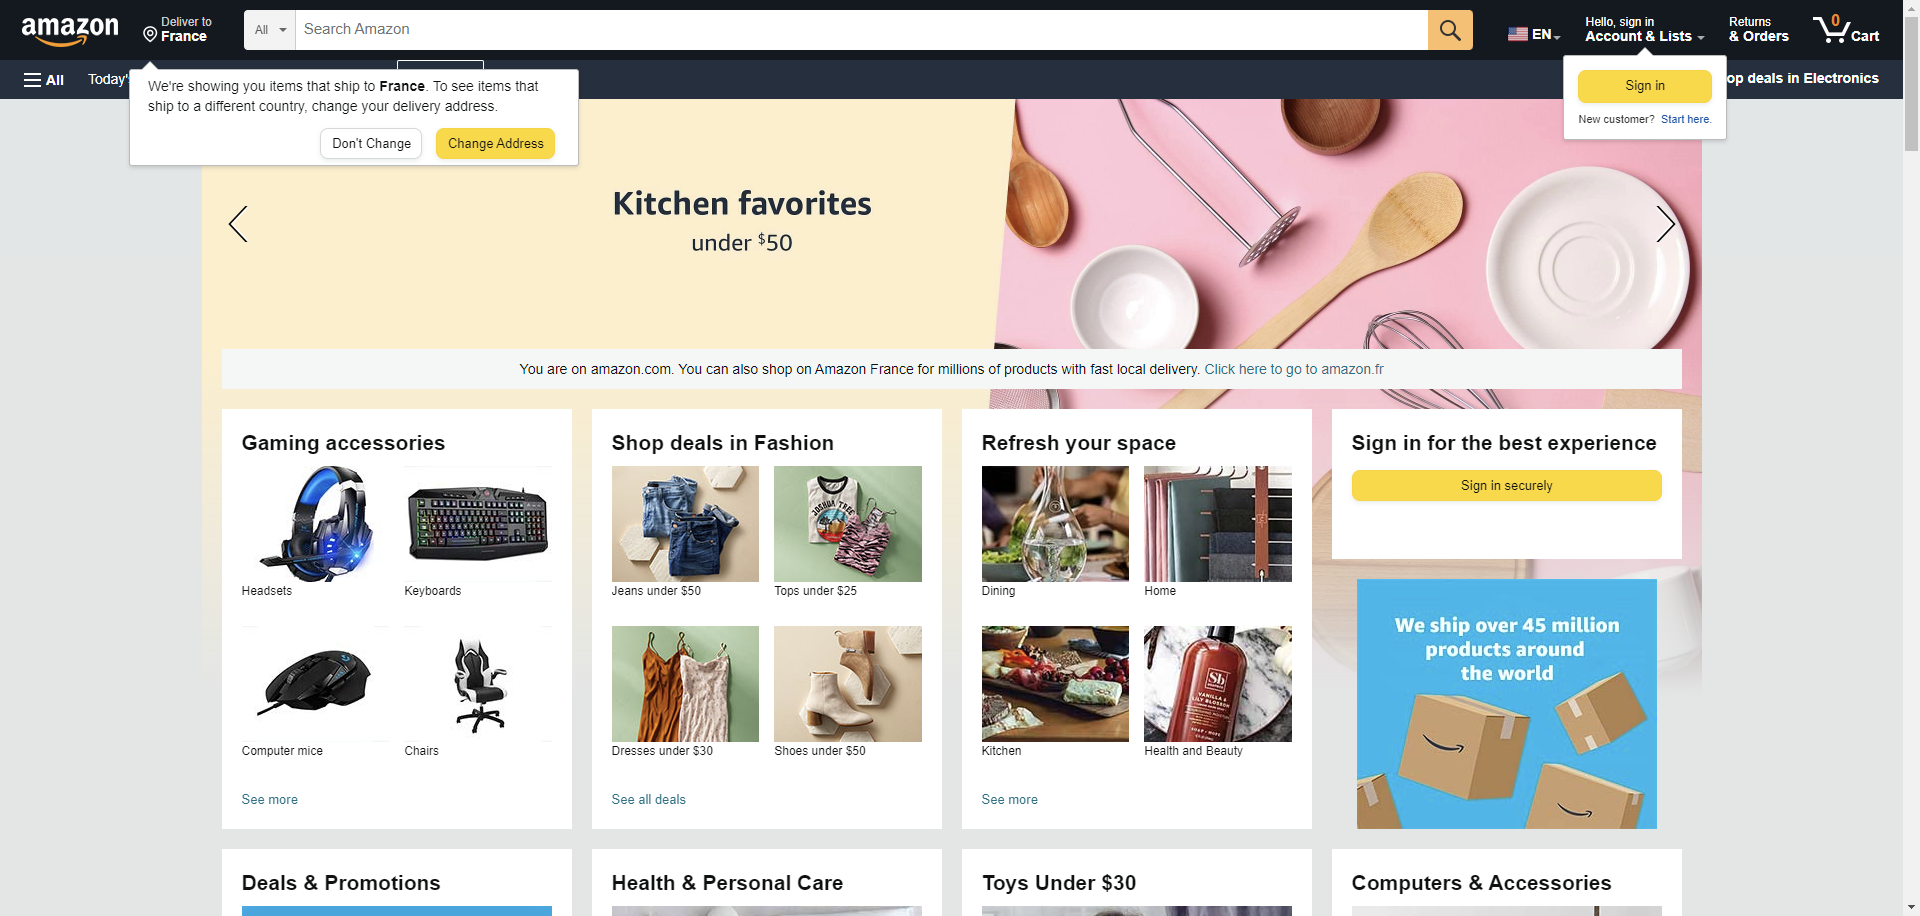 amazon
Deliver to
France
All
Search Amazon
EN
Hello, sign in
Account & Lists
Returns
& Orders
0
Cart
All
Today's
op deals in Electronics
We're showing you items that ship to France. To see items that
ship to a different country, change your delivery address.
Don't Change
Change Address
Sign in
New customer? Start here.
Kitchen favorites
under $50
You are on amazon.com. You can also shop on Amazon France for millions of products with fast local delivery. Click here to go to amazon.fr
Gaming accessories
Headsets
Keyboards
Computer mice
Chairs
See more
Shop deals in Fashion
JOSHUA TREE
Jeans under $50
Tops under $25
Dresses under $30
Shoes under $50
See all deals
Refresh your space
Dining
Home
Sb
VANILLA &
LILY BLOSSOM
Kitchen
Health and Beauty
See more
Sign in for the best experience
Sign in securely
We ship over 45 million
products around
the world
Deals & Promotions
Health & Personal Care
Toys Under $30
Computers & Accessories